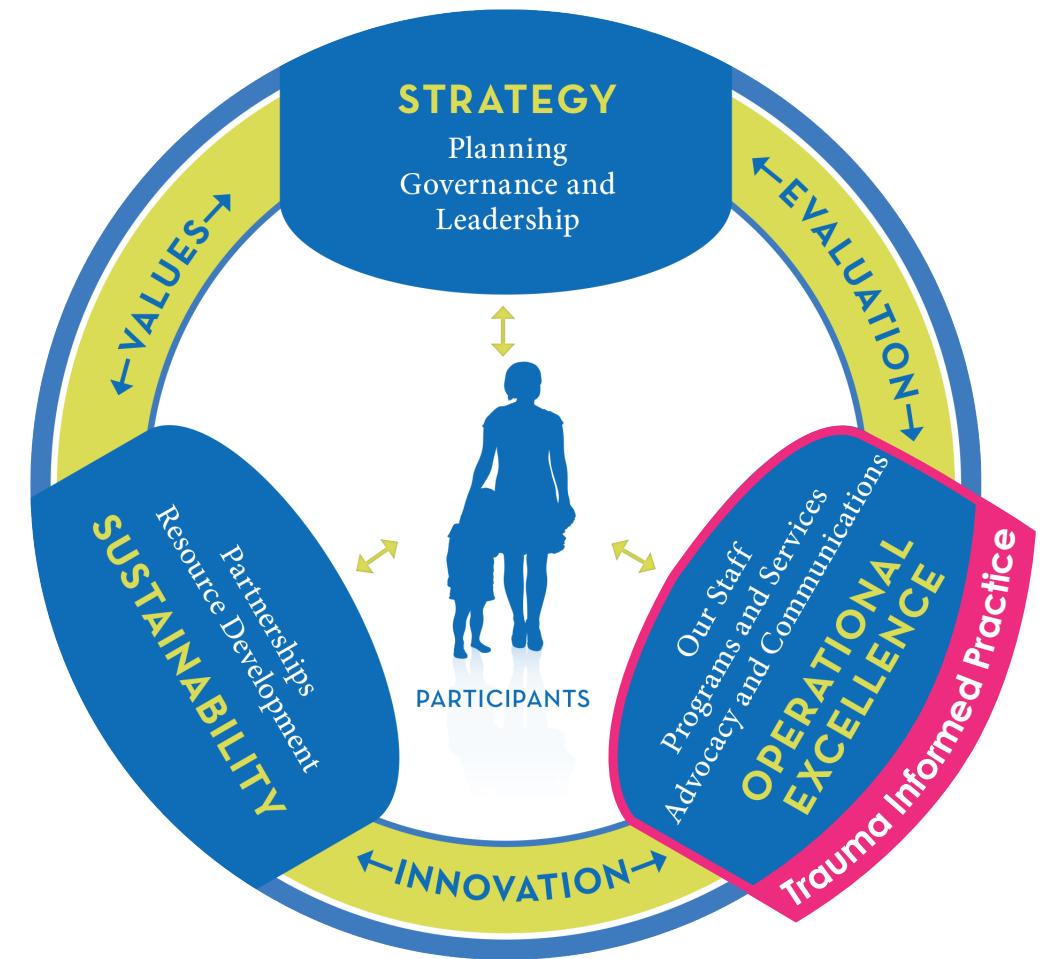 STRATEGY
Planning
Governance and
Leadership
VALUES
EVALUATION
SUSTAINABILITY
Partnerships
Resource Development
PARTICIPANTS
Our Staff
Programs and Services
Advocacy and Communications
OPERATIONAL
EXCELLENCE
Trauma Informed Practice
INNOVATION